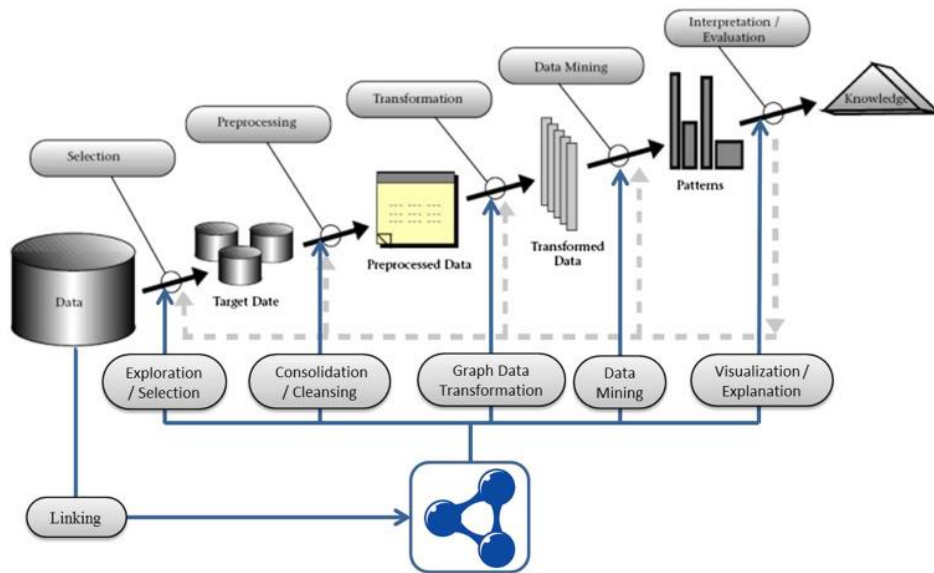 Interpretation /
Evaluation
Data Mining
Transformation
Preprocessing
Selection
Knowledge
Patterns
Transformed
Data
Preprocessed Data
Target Date
Data
Exploration
/ Selection
Consolidation
/ Cleansing
Graph Data
Transformation
Data
Mining
Visualization /
Explanation
Linking